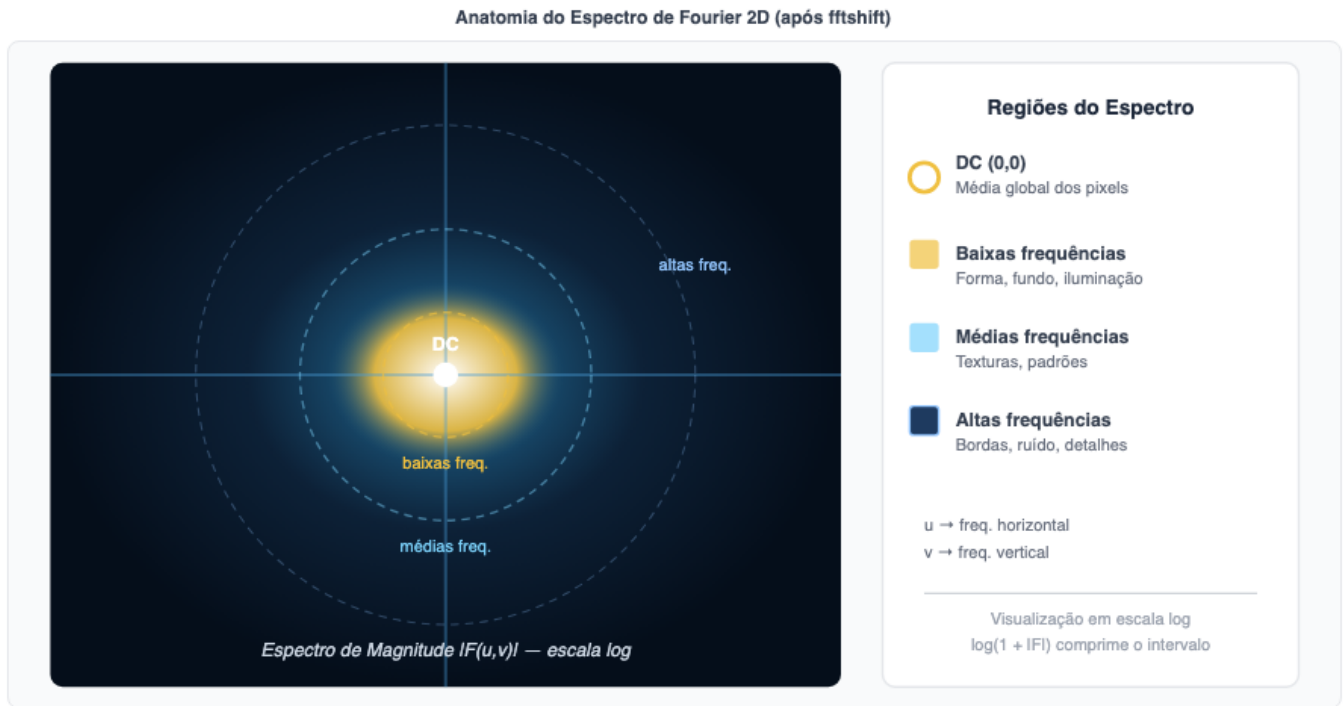 Anatomia do Espectro de Fourier 2D (após fftshift)
altas freq.
DC
baixas freq.
médias freq.
Espectro de Magnitude |F(u,v)| — escala log
Regiões do Espectro
DC (0,0)
Média global dos pixels
Baixas frequências
Forma, fundo, iluminação
Médias frequências
Texturas, padrões
Altas frequências
Bordas, ruído, detalhes
u → freq. horizontal
v → freq. vertical
Visualização em escala log
log(1 + |F|) comprime o intervalo